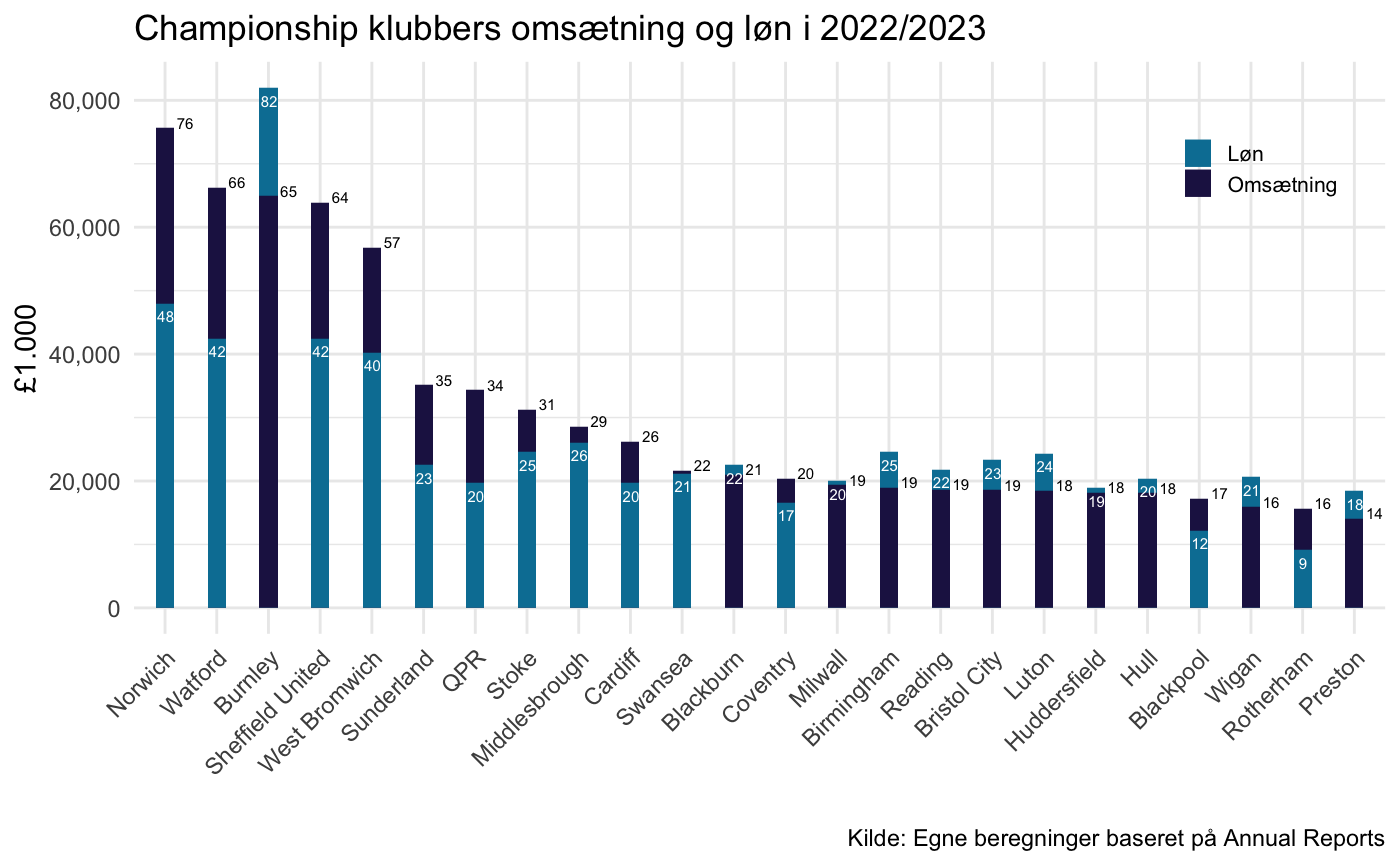 Championship klubbers omsætning og løn i 2022/2023
£1.000
80,000
60,000
40,000
20,000
0
Løn
Omsætning
76
48
66
42
82
65
64
42
57
40
35
23
34
20
31
25
29
26
26
20
22
21
21
22
20
17
19
20
25
19
22
19
23
19
24
18
18
19
20
18
17
12
21
16
16
9
18
14
Norwich
Watford
Burnley
Sheffield United
West Bromwich
Sunderland
QPR
Stoke
Middlesbrough
Cardiff
Swansea
Blackburn
Coventry
Milwall
Birmingham
Reading
Bristol City
Luton
Huddersfield
Hull
Blackpool
Wigan
Rotherham
Preston
Kilde: Egne beregninger baseret på Annual Reports